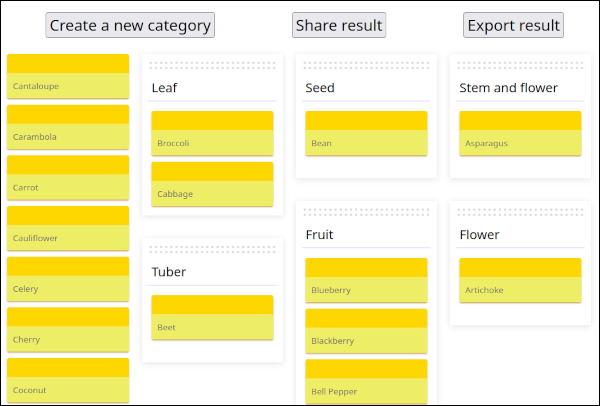 Create a new category
Share result
Export result
Cantaloupe
Carambola
Carrot
Cauliflower
Celery
Cherry
Coconut
Leaf
Broccoli
Cabbage
Tuber
Beet
Seed
Bean
Fruit
Blueberry
Blackberry
Bell Pepper
Stem and flower
Asparagus
Flower
Artichoke